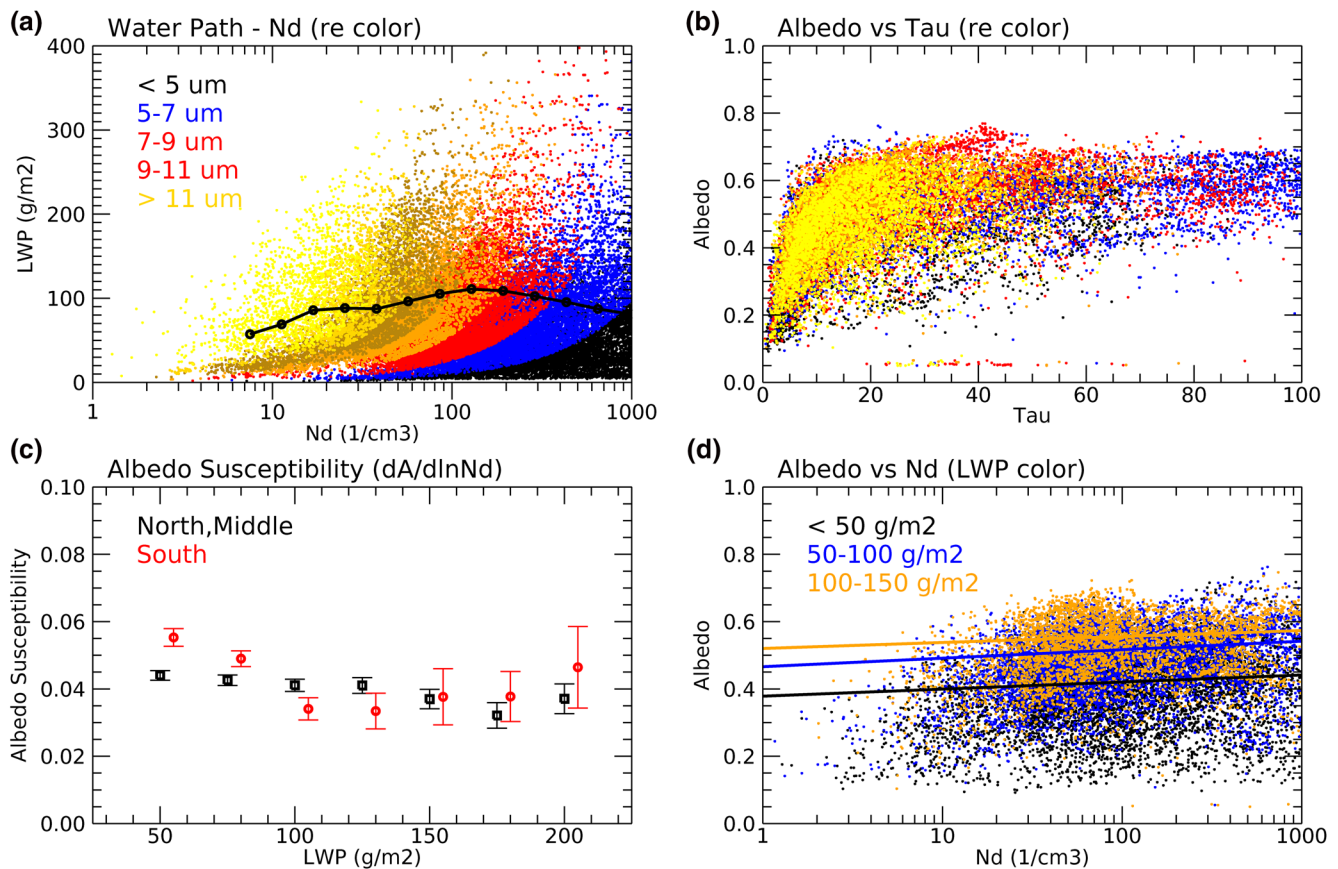 (a) Water Path - Nd (re color)
400
300
200
100
0
LWP (g/m2)
< 5 um
5-7 um
7-9 um
9-11 um
> 11 um
1 10 100 1000
Nd (1/cm3)
(b) Albedo vs Tau (re color)
1.0
0.8
0.6
0.4
0.2
0.0
Albedo
0 20 40 60 80 100
Tau
(c) Albedo Susceptibility (dA/dlnNd)
0.10
0.08
0.06
0.04
0.02
0.00
Albedo Susceptibility
North,Middle
South
50 100 150 200
LWP (g/m2)
(d) Albedo vs Nd (LWP color)
1.0
0.8
0.6
0.4
0.2
0.0
Albedo
< 50 g/m2
50-100 g/m2
100-150 g/m2
1 10 100 1000
Nd (1/cm3)